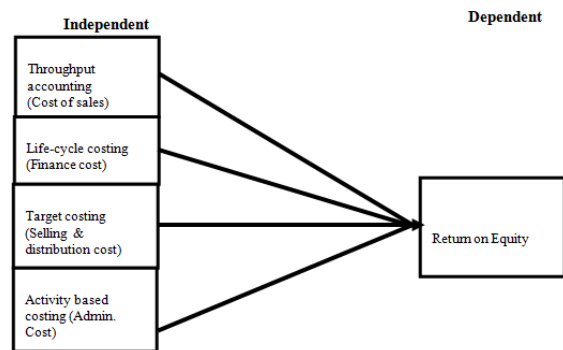 Independent
Dependent
Throughput
accounting
(Cost of sales)
Life-cycle costing
(Finance cost)
Target costing
(Selling & 
distribution cost)
Activity based
costing (Admin.
Cost)
Return on Equity